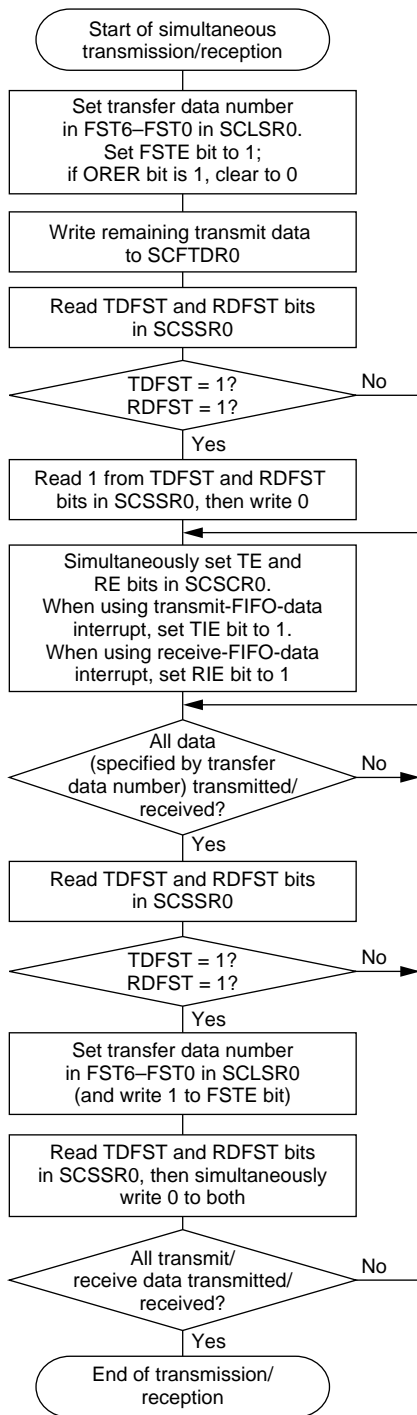 Start of simultaneous
transmission/reception
Set transfer data number
in FST6–FST0 in SCLSR0.
Set FSTE bit to 1;
if ORER bit is 1, clear to 0
Write remaining transmit data
to SCFTDR0
Read TDFST and RDFST bits
in SCSSR0
TDFST = 1?
RDFST = 1?
No
Yes
Read 1 from TDFST and RDFST
bits in SCSSR0, then write 0
Simultaneously set TE and
RE bits in SCSCR0.
When using transmit-FIFO-data
interrupt, set TIE bit to 1.
When using receive-FIFO-data
interrupt, set RIE bit to 1
All data
(specified by transfer
data number) transmitted/
received?
No
Yes
Read TDFST and RDFST bits
in SCSSR0
TDFST = 1?
RDFST = 1?
No
Yes
Set transfer data number
in FST6–FST0 in SCLSR0
(and write 1 to FSTE bit)
Read TDFST and RDFST bits
in SCSSR0, then simultaneously
write 0 to both
All transmit/
receive data transmitted/
received?
No
Yes
End of transmission/
reception